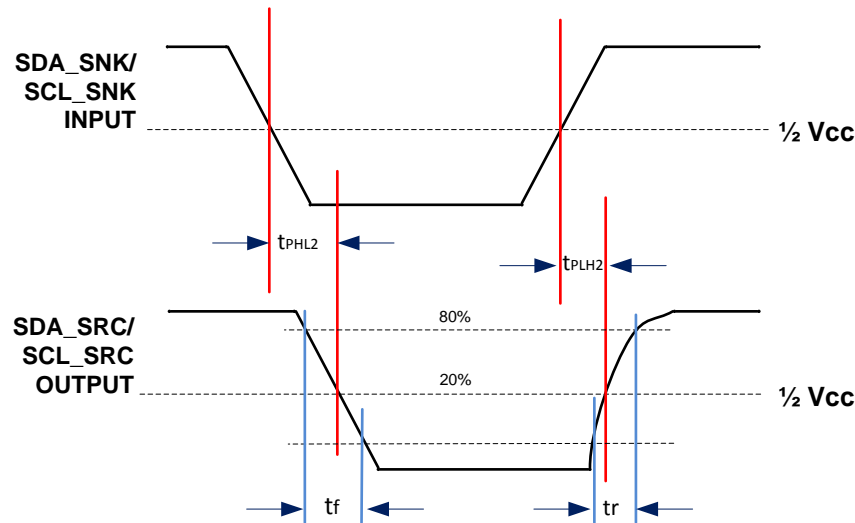 SDA_SNK/
SCL_SNK
INPUT
½ Vcc
tPHL2
tPLH2
SDA_SRC/
SCL_SRC
OUTPUT
80%
20%
½ Vcc
tf
tr